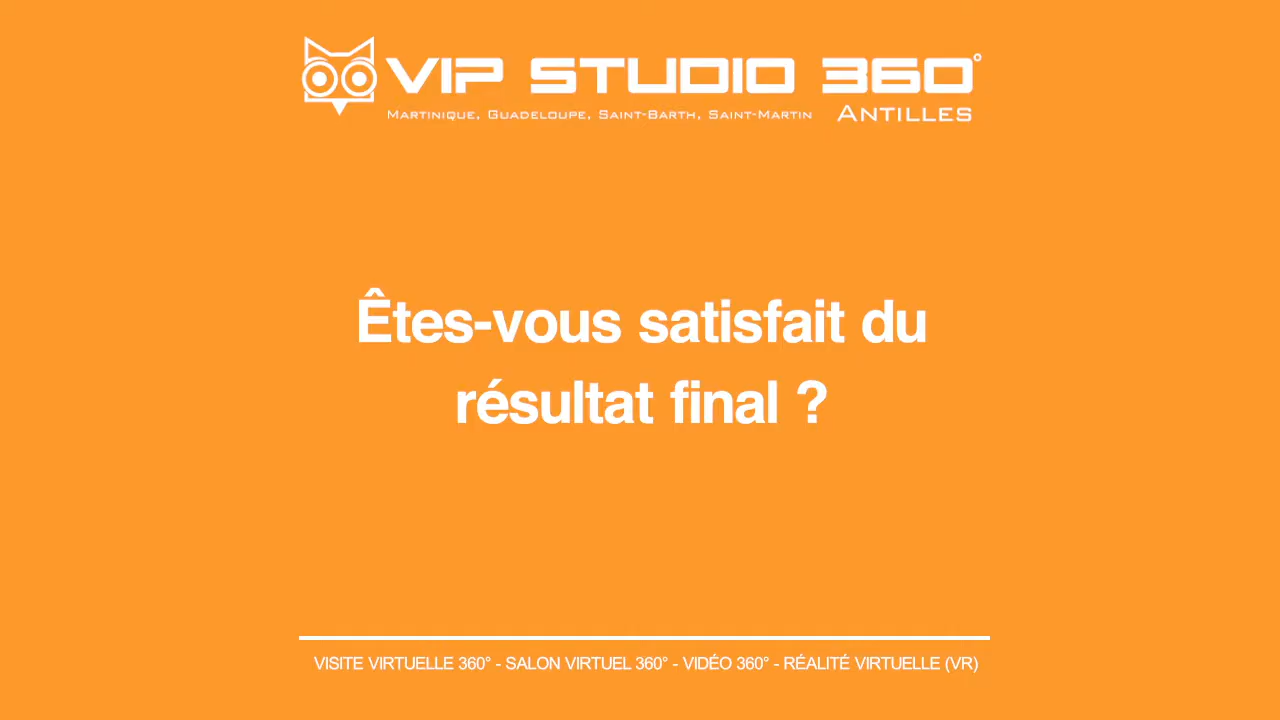 VIP STUDIO 360°
Martinique, Guadeloupe, Saint-Barth, Saint-Martin Antilles
Êtes-vous satisfait du
résultat final ?
VISITE VIRTUELLE 360° - SALON VIRTUEL 360° - VIDÉO 360° - RÉALITÉ VIRTUELLE (VR)